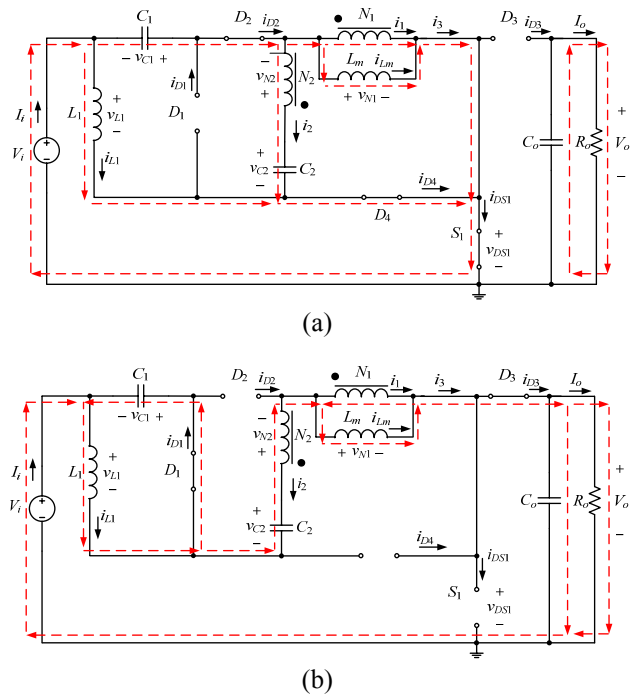 C1 D2 iD2 N1 i1 i3 D3 iD3 Io
− vC1 + Lm iLm
Ii L1 + vL1 − iD1 D1 − vN2 + N2 + vN1 −
Vi + − iL1 i2 Co Ro + Vo −
+ vC2 − C2 iD4 iDS1
D4
S1 + vDS1 −
(a)
C1 D2 iD2 N1 i1 i3 D3 iD3 Io
− vC1 + Lm iLm
Ii L1 + vL1 − iD1 D1 − vN2 + N2 + vN1 −
Vi + − iL1 i2 Co Ro + Vo −
+ vC2 − C2 iD4 iDS1
S1 + vDS1 −
(b)